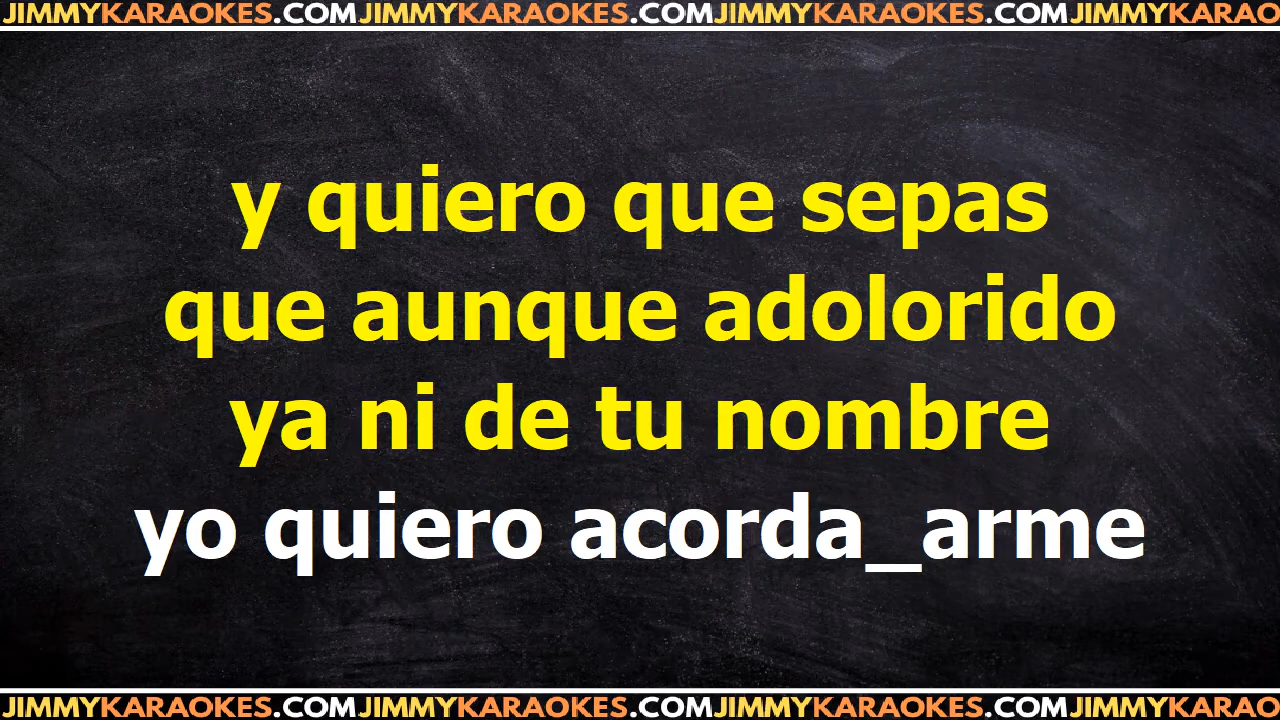 JIMMYKARAOKES.COMJIMMYKARAOKES.COMJIMMYKARAOKES.COMJIMMYKARAO
y quiero que sepas
que aunque adolorido
ya ni de tu nombre
yo quiero acorda_arme
JIMMYKARAOKES.COMJIMMYKARAOKES.COMJIMMYKARAOKES.COMJIMMYKARAO